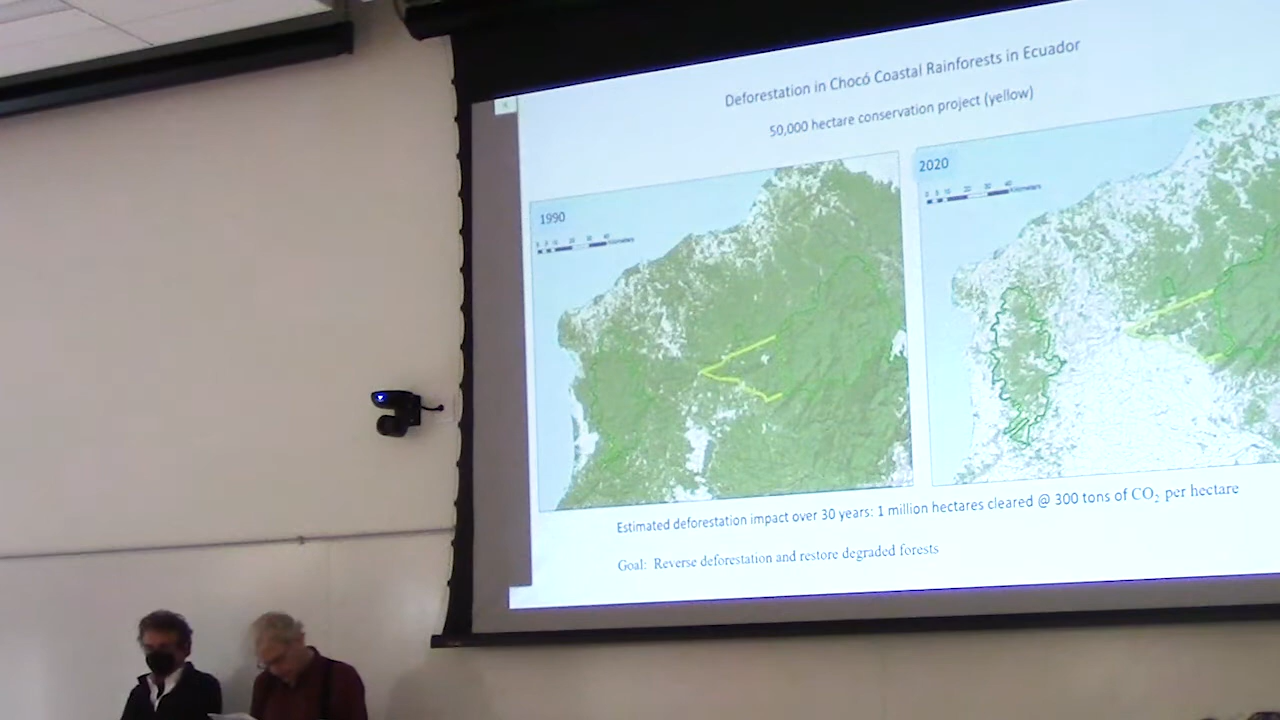 Deforestation in Chocó Coastal Rainforests in Ecuador
50,000 hectare conservation project (yellow)
1990
Kilometers
2020
Kilometers
Estimated deforestation impact over 30 years: 1 million hectares cleared @ 300 tons of CO₂ per hectare
Goal: Reverse deforestation and restore degraded forests